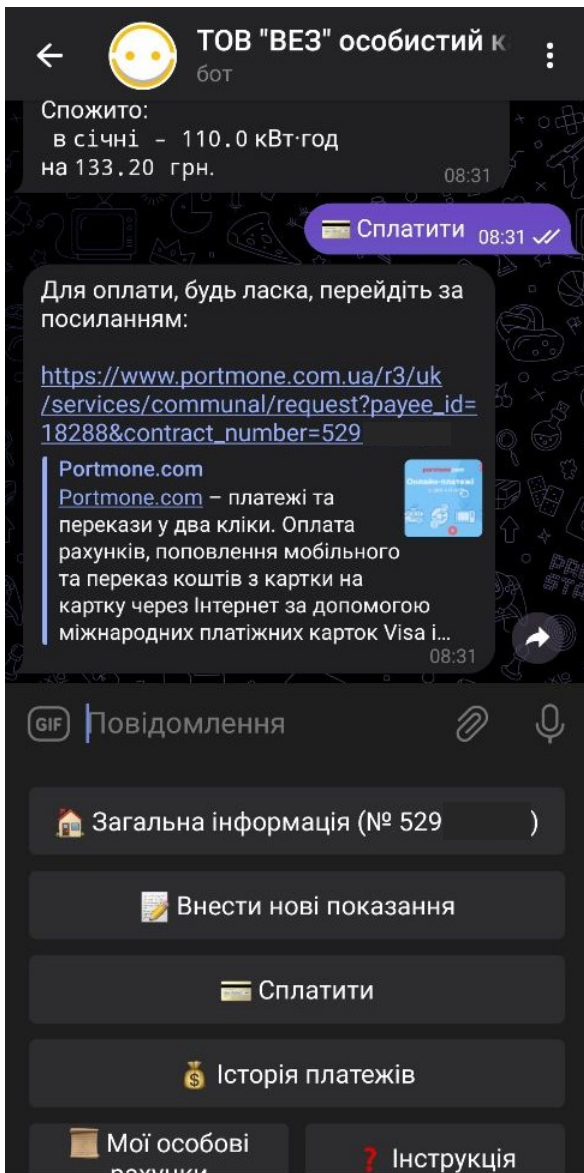 ТОВ "ВЕЗ" особистий к
бот
Спожито:
в січні - 110.0 кВт·год
на 133.20 грн.
08:31
Сплатити 08:31
Для оплати, будь ласка, перейдіть за
посиланням:
https://www.portmone.com.ua/r3/uk
/services/communal/request?payee_id=
18288&contract_number=529
Portmone.com
Portmone.com – платежі та
перекази у два кліки. Оплата
рахунків, поповлення мобільного
та переказ коштів з картки на
картку через Інтернет за допомогою
міжнародних платіжних карток Visa і...
08:31
GIF Повідомлення
Загальна інформація (№ 529 )
Внести нові показання
Сплатити
Історія платежів
Мої особові
рахунки
Інструкція